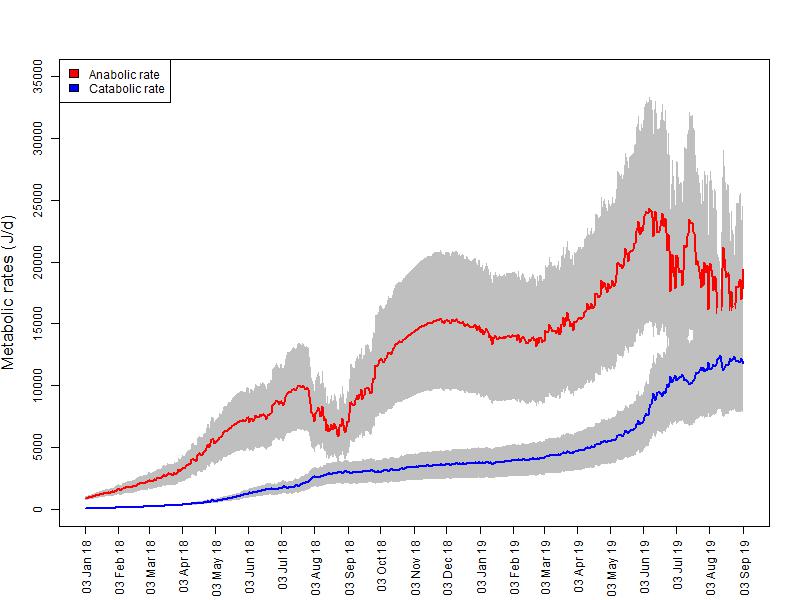 Anabolic rate
Catabolic rate
Metabolic rates (J/d)
35000
30000
25000
20000
15000
10000
5000
0
03 Jan 18
03 Feb 18
03 Mar 18
03 Apr 18
03 May 18
03 Jun 18
03 Jul 18
03 Aug 18
03 Sep 18
03 Oct 18
03 Nov 18
03 Dec 18
03 Jan 19
03 Feb 19
03 Mar 19
03 Apr 19
03 May 19
03 Jun 19
03 Jul 19
03 Aug 19
03 Sep 19